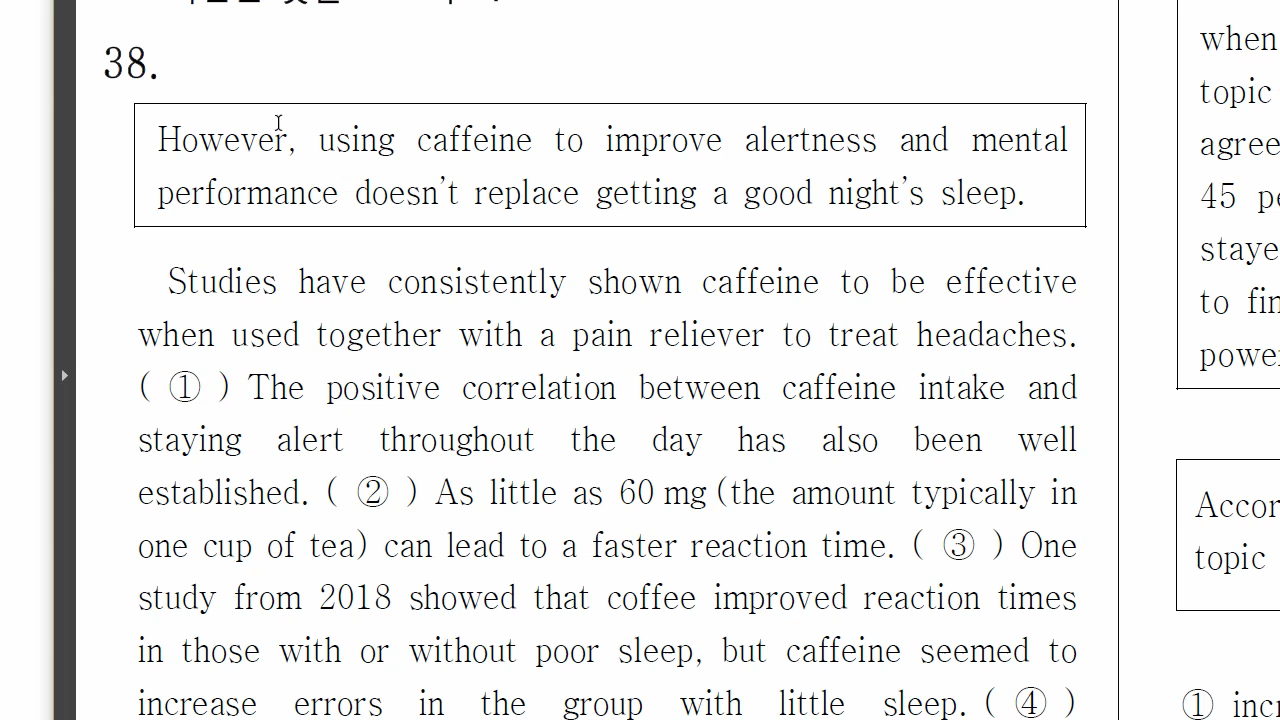 38.
However, using caffeine to improve alertness and mental
performance doesn't replace getting a good night's sleep.
Studies have consistently shown caffeine to be effective
when used together with a pain reliever to treat headaches.
( ① ) The positive correlation between caffeine intake and
staying alert throughout the day has also been well
established. ( ② ) As little as 60 mg (the amount typically in
one cup of tea) can lead to a faster reaction time. ( ③ ) One
study from 2018 showed that coffee improved reaction times
in those with or without poor sleep, but caffeine seemed to
increase errors in the group with little sleep. ( ④ )
when
topic
agree
45
to
topic
①